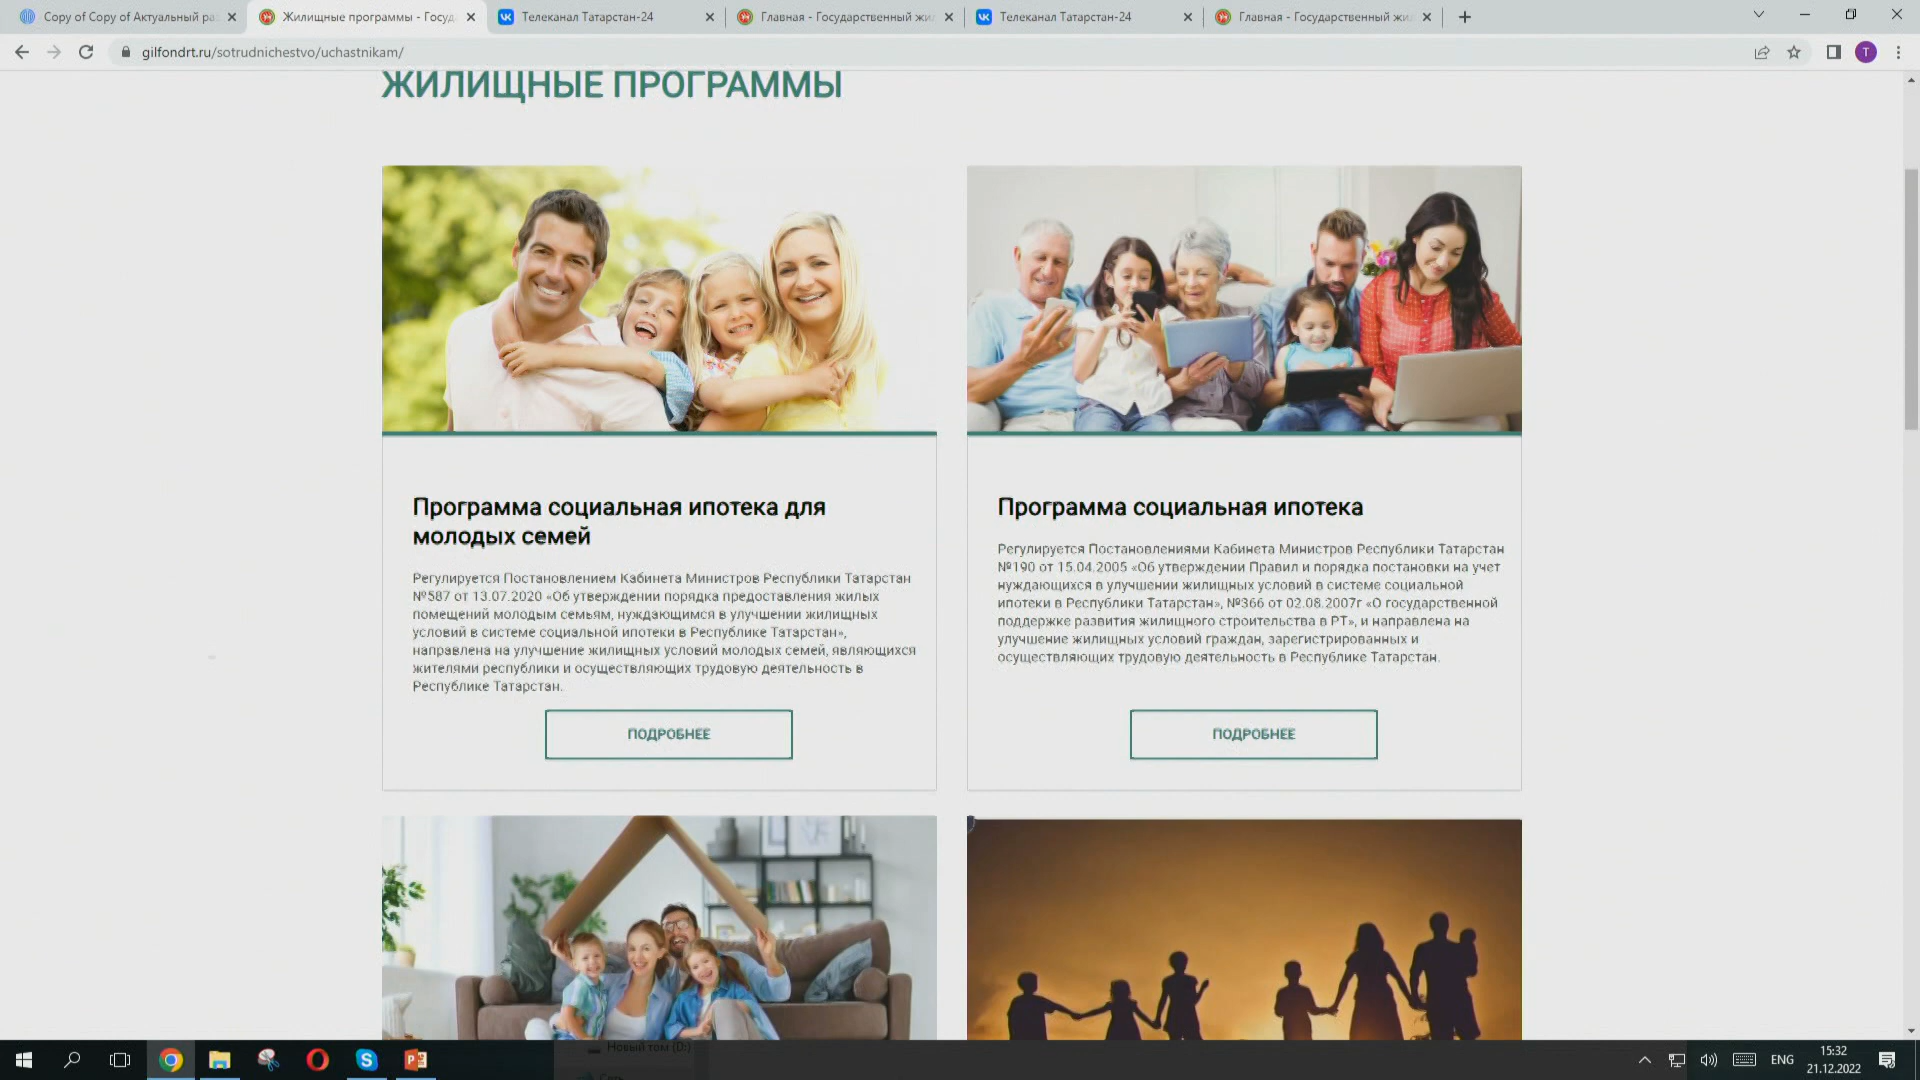 Copy of Copy of Актуальный ра
Жилищные программы - Госуд
Телеканал Татарстан-24
Главная - Государственный жи
Телеканал Татарстан-24
Главная - Государственный жи
gilfondrt.ru/sotrudnichestvo/uchastnikam/
T
ЖИЛИЩНЫЕ ПРОГРАММЫ
Программа социальная ипотека для
молодых семей
Регулируется Постановлением Кабинета Министров Республики Татарстан
№587 от 13.07.2020 «Об утверждении порядка предоставления жилых
помещений молодым семьям, нуждающимся в улучшении жилищных
условий в системе социальной ипотеки в Республике Татарстан»,
направлена на улучшение жилищных условий молодых семей, являющихся
жителями республики и осуществляющих трудовую деятельность в
Республике Татарстан.
ПОДРОБНЕЕ
Программа социальная ипотека
Регулируется Постановлениями Кабинета Министров Республики Татарстан
№190 от 15.04.2005 «Об утверждении Правил и порядка постановки на учет
нуждающихся в улучшении жилищных условий в системе социальной
ипотеки в Республики Татарстан», №366 от 02.08.2007г «О государственной
поддержке развития жилищного строительства в РТ», и направлена на
улучшение жилищных условий граждан, зарегистрированных и
осуществляющих трудовую деятельность в Республике Татарстан.
ПОДРОБНЕЕ
Новый том (D:)
Сеть
ENG
15:32
21.12.2022